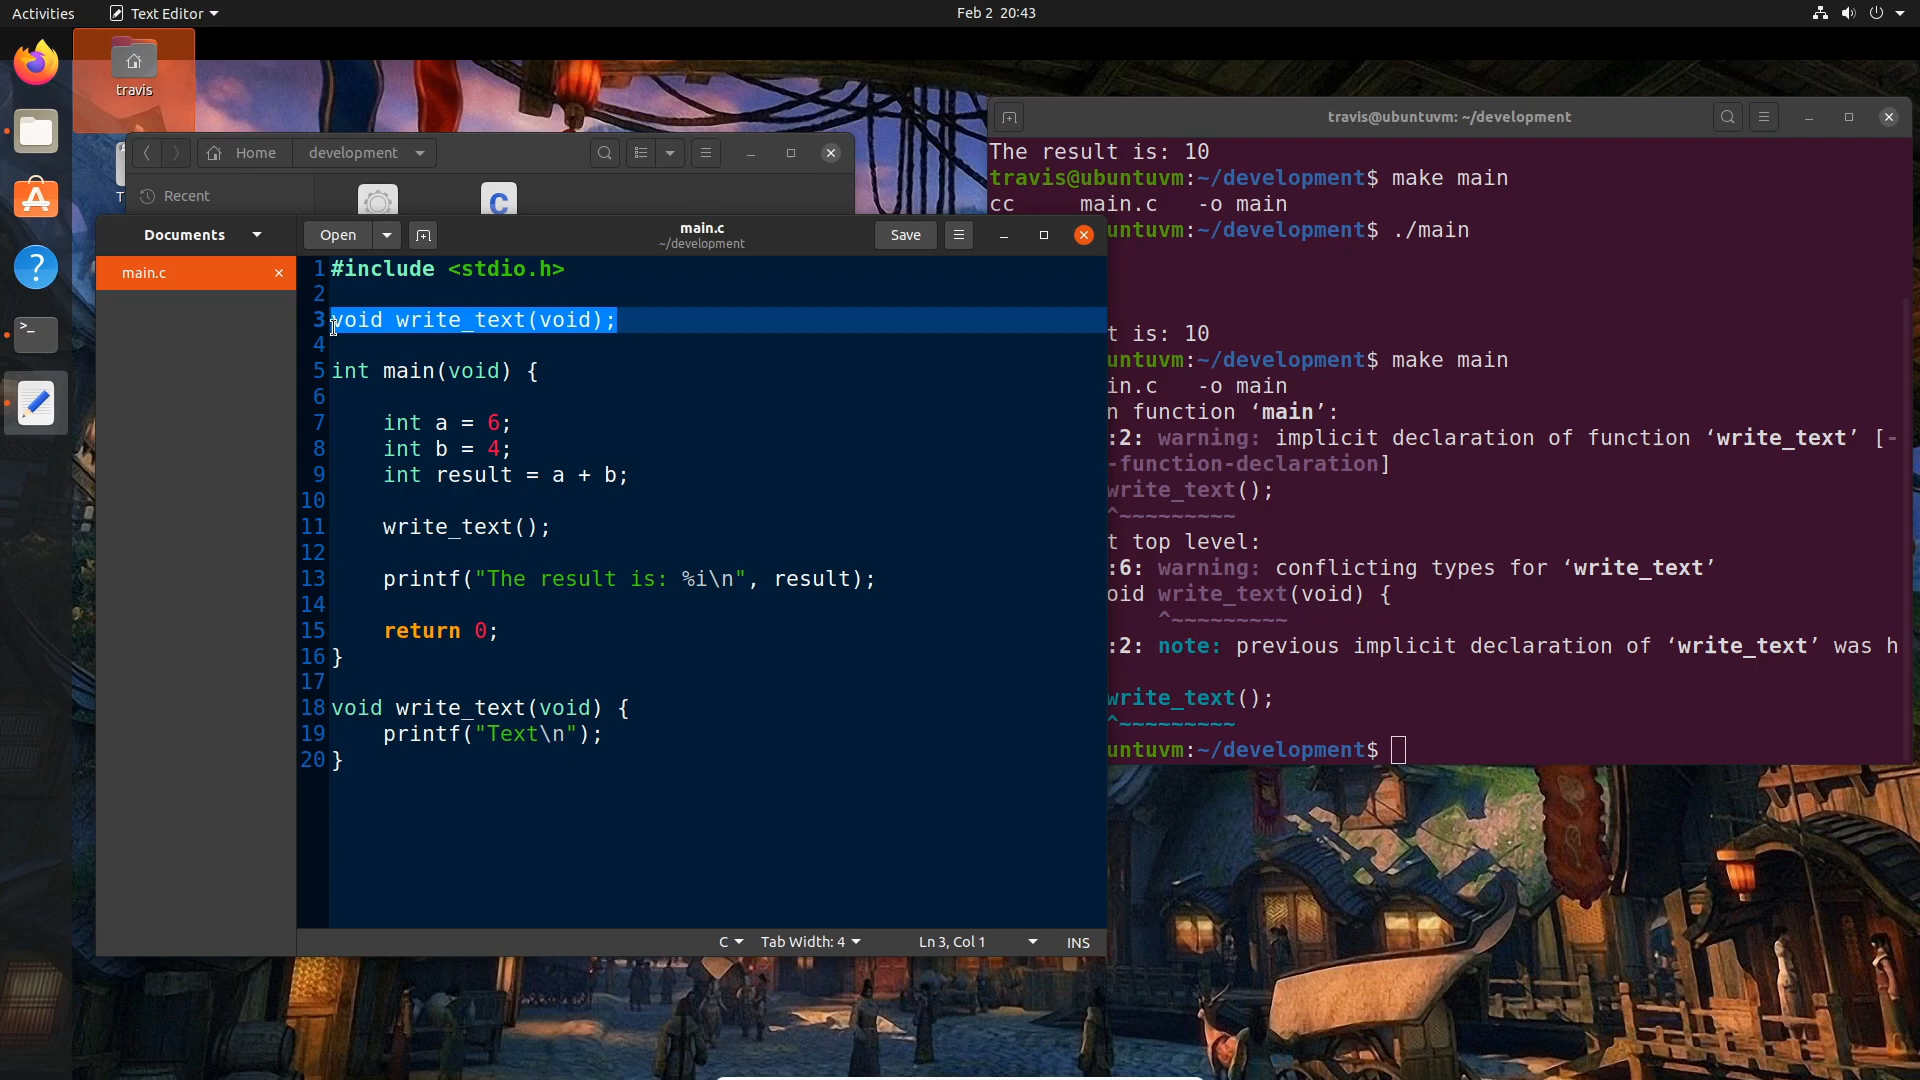 Activities
Text Editor
Feb 2 20:43
travis
Home
development
Recent
C
Documents
Open
main.c
~/development
Save
main.c
1 #include <stdio.h>
2
3 void write_text(void);
4
5 int main(void) {
6
7 int a = 6;
8 int b = 4;
9 int result = a + b;
10
11 write_text();
12
13 printf("The result is: %i\n", result);
14
15 return 0;
16 }
17
18 void write_text(void) {
19 printf("Text\n");
20 }
C
Tab Width: 4
Ln 3, Col 1
INS
travis@ubuntuvm: ~/development
The result is: 10
travis@ubuntuvm:~/development$ make main
cc main.c -o main
untuvm:~/development$ ./main
t is: 10
untuvm:~/development$ make main
in.c -o main
n function ‘main’:
:2: warning: implicit declaration of function ‘write_text’ [-
-function-declaration]
write_text();
^~~~~~~~~~
t top level:
:6: warning: conflicting types for ‘write_text’
oid write_text(void) {
^~~~~~~~~~
:2: note: previous implicit declaration of ‘write_text’ was h
write_text();
^~~~~~~~~~
untuvm:~/development$